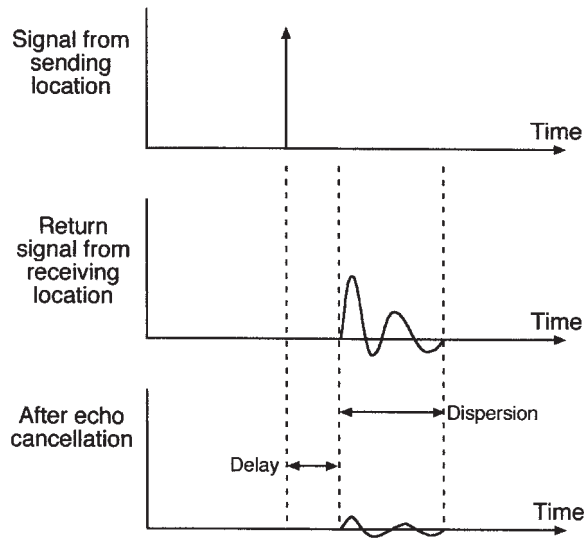 Signal from
sending
location
Time
Return
signal from
receiving
location
Time
After echo
cancellation
Dispersion
Delay
Time